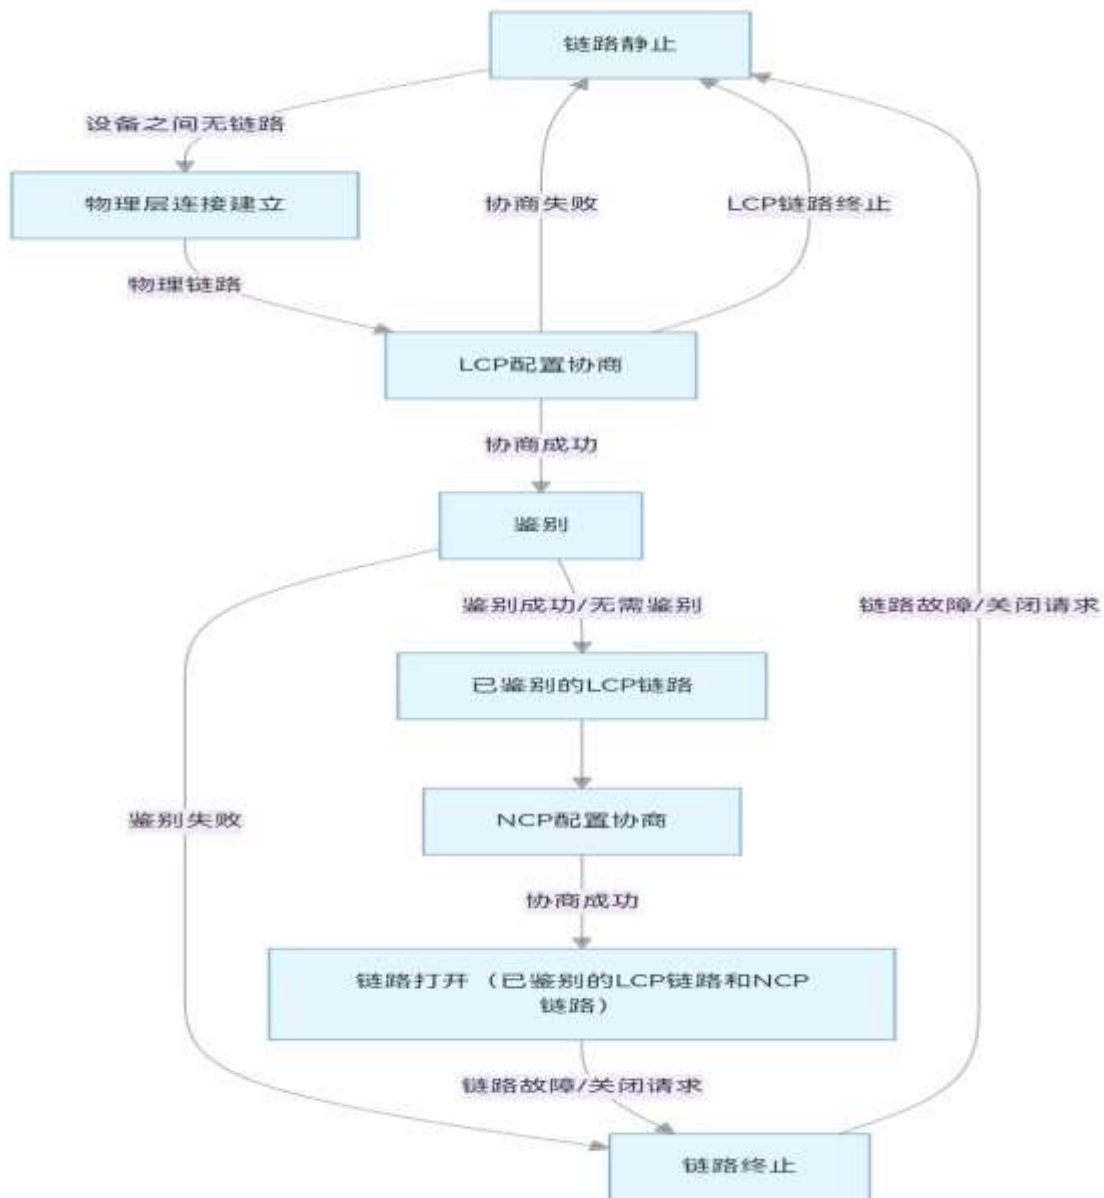 链路静止
设备之间无链路
物理层连接建立
协商失败
LCP链路终止
物理链路
LCP配置协商
协商成功
鉴别
鉴别成功/无需鉴别
链路故障/关闭请求
已鉴别的LCP链路
鉴别失败
NCP配置协商
协商成功
链路打开（已鉴别的LCP链路和NCP
链路）
链路故障/关闭请求
链路终止